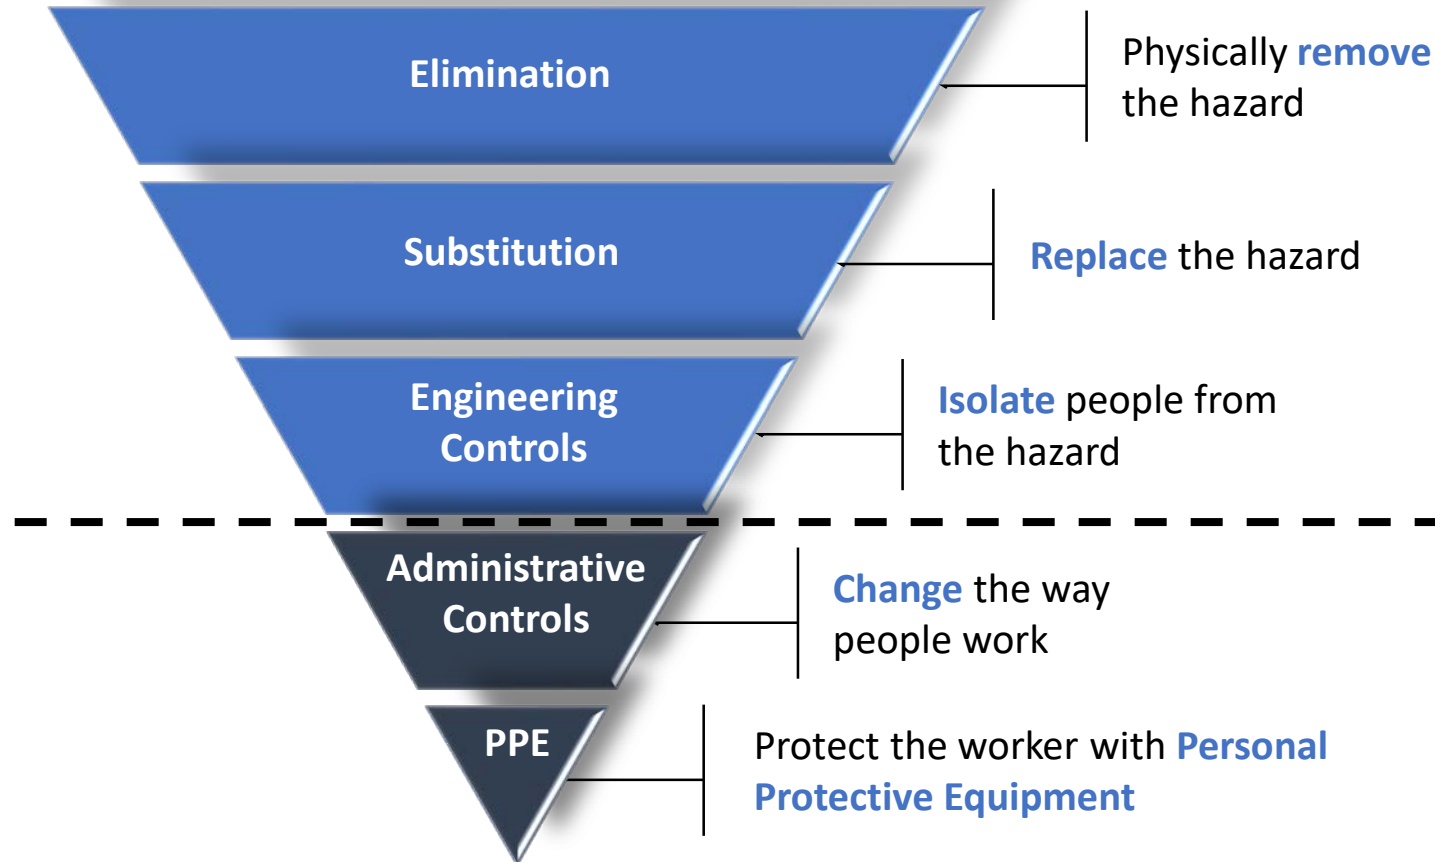 Elimination
Physically remove
the hazard
Substitution
Replace the hazard
Engineering
Controls
Isolate people from
the hazard
Administrative
Controls
Change the way
people work
PPE
Protect the worker with Personal
Protective Equipment